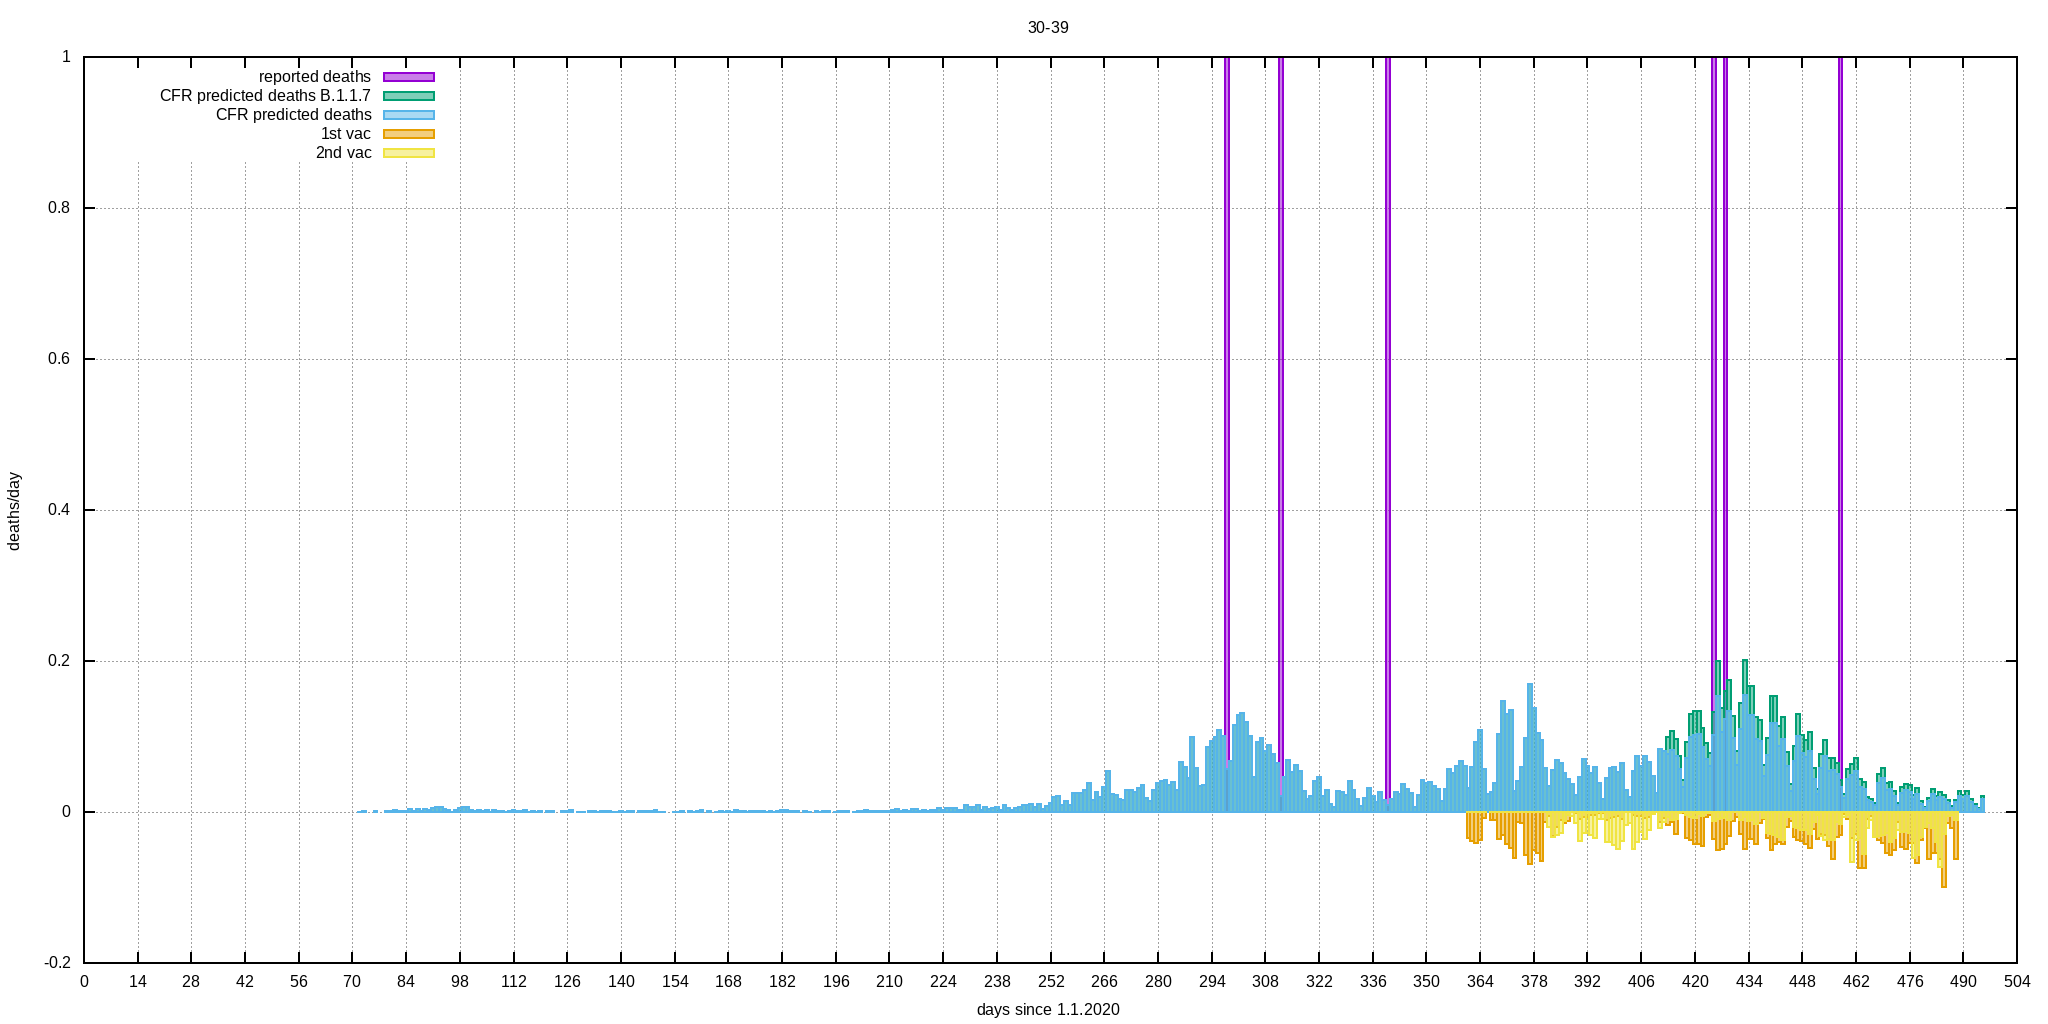 30-39
1
reported deaths
CFR predicted deaths B.1.1.7
CFR predicted deaths
1st vac
2nd vac
0.8
0.6
0.4
0.2
0
-0.2
deaths/day
0 14 28 42 56 70 84 98 112 126 140 154 168 182 196 210 224 238 252 266 280 294 308 322 336 350 364 378 392 406 420 434 448 462 476 490 504
days since 1.1.2020